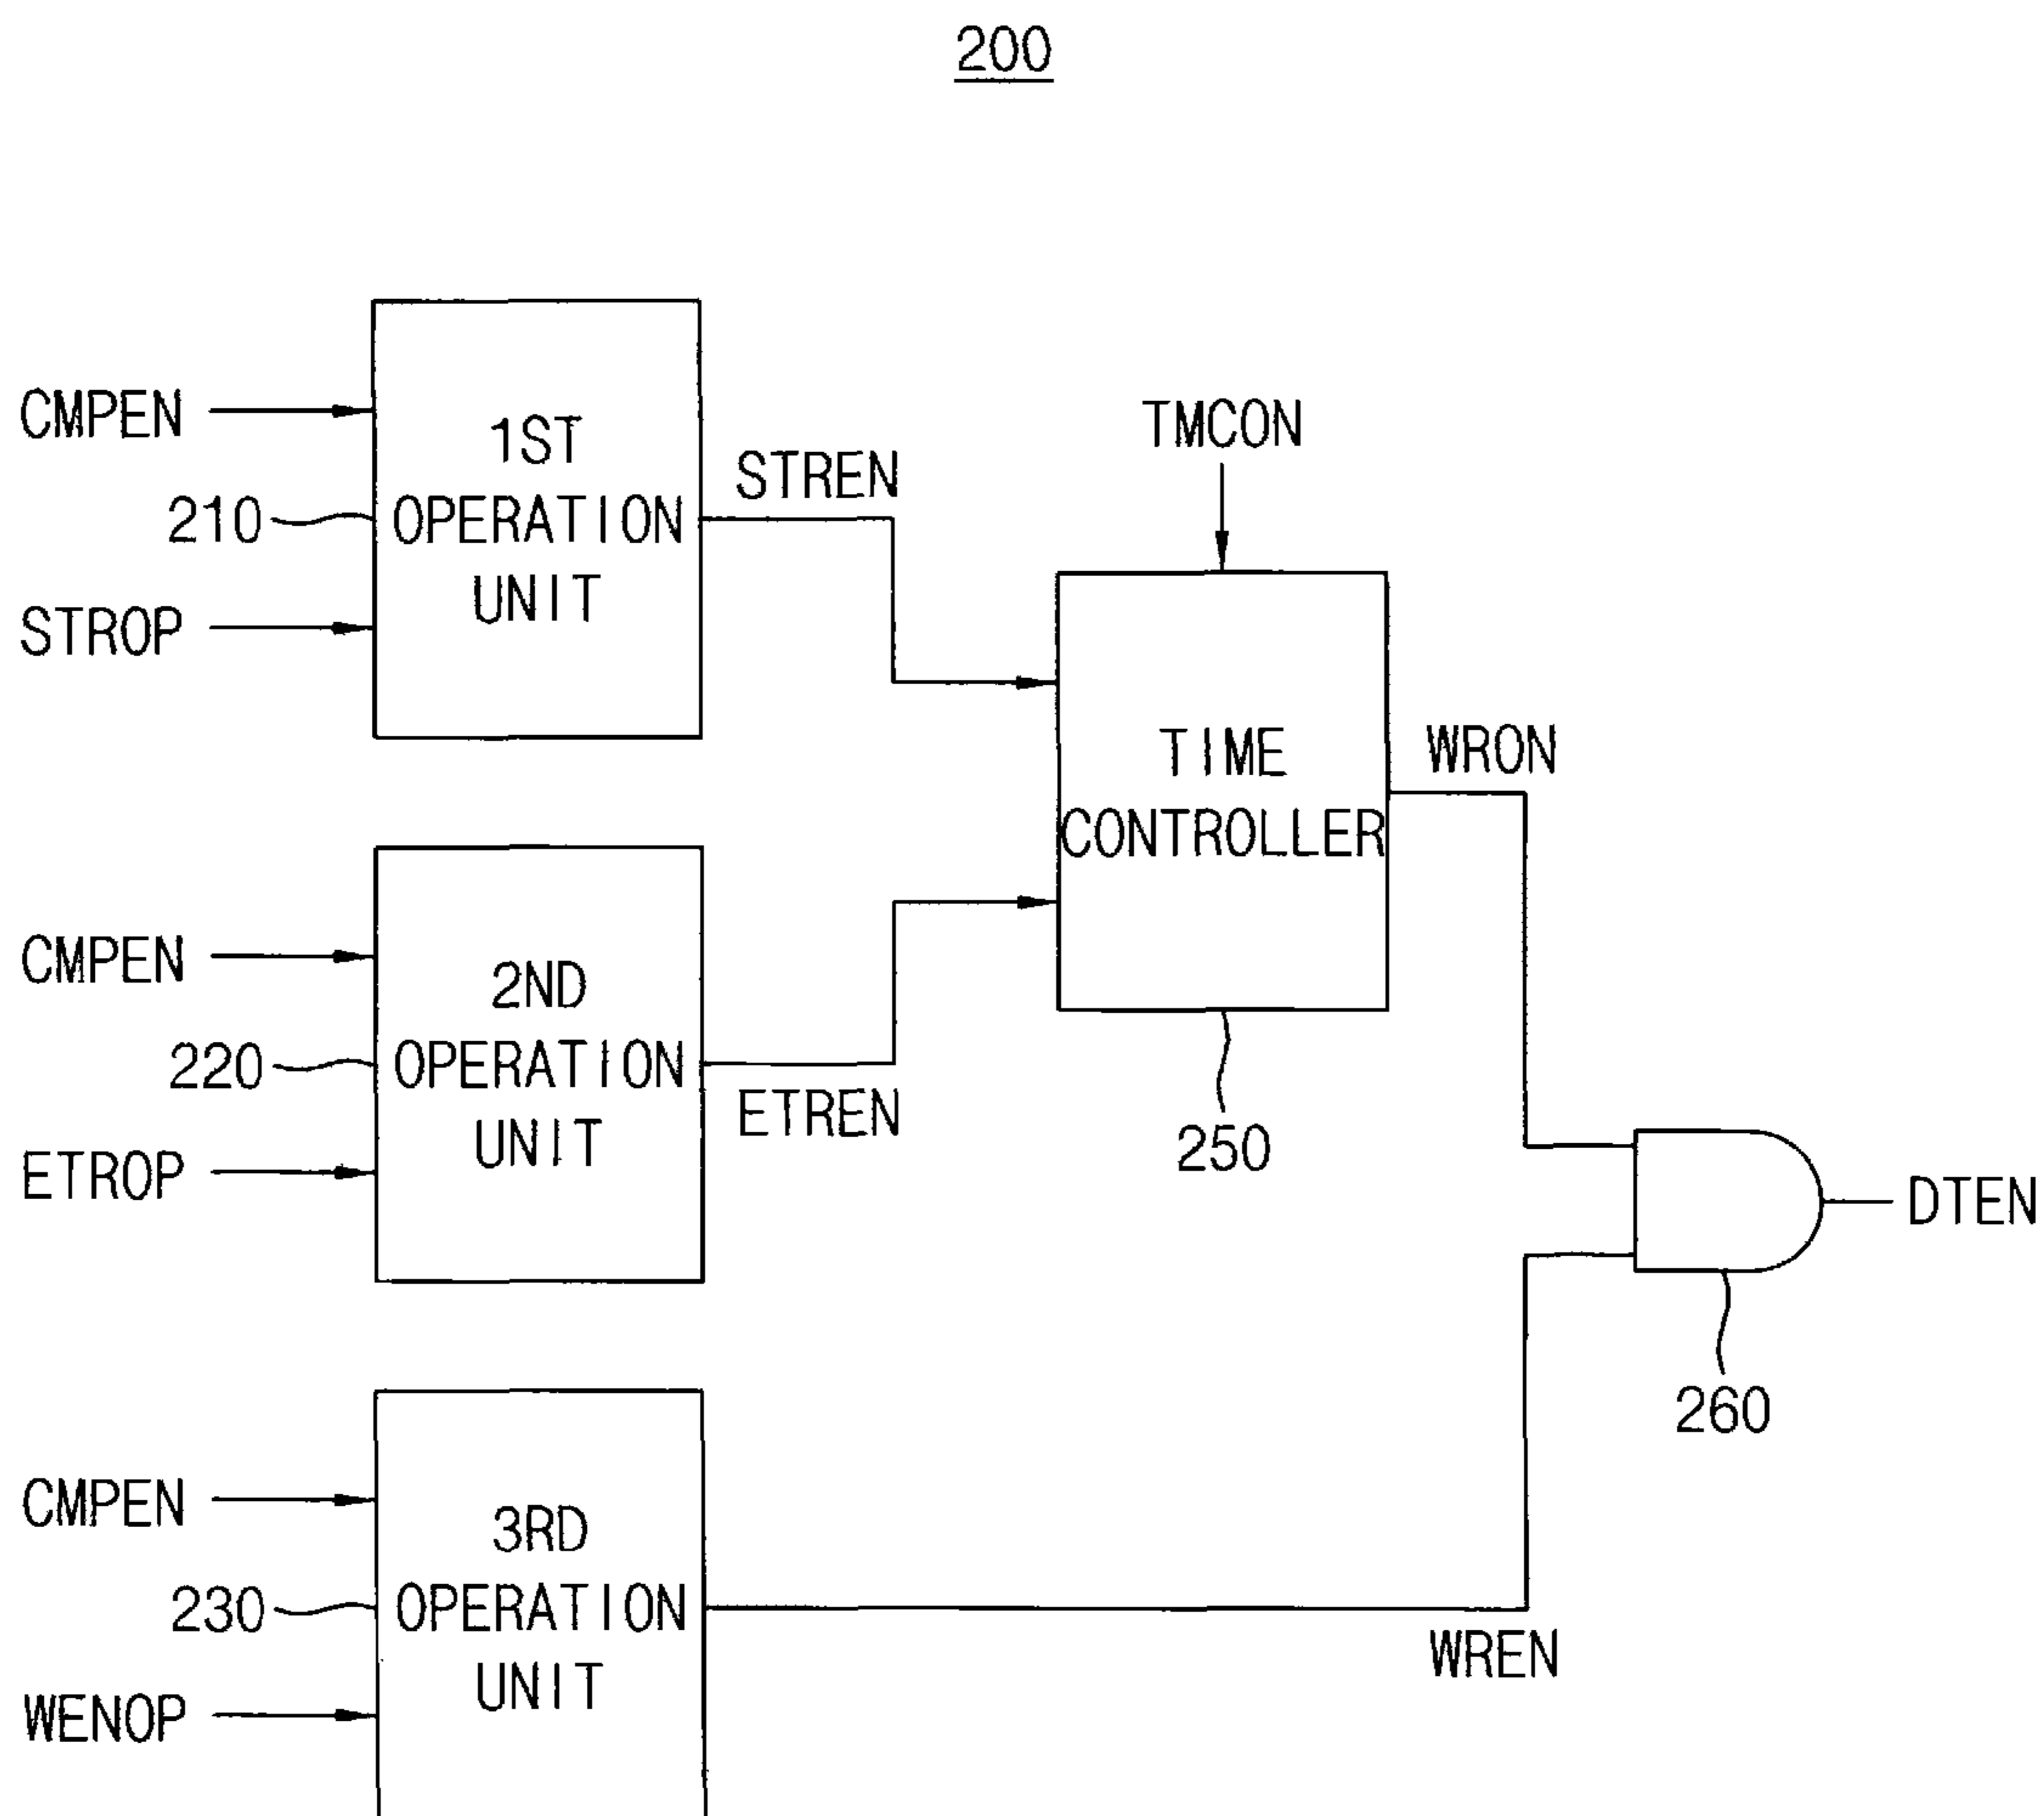 200
CMPEN
210
STROP
1ST
OPERATION
UNIT
STREN
TMCON
TIME
CONTROLLER
250
WRON
CMPEN
220
ETROP
2ND
OPERATION
UNIT
ETREN
DTEN
260
CMPEN
230
WENOP
3RD
OPERATION
UNIT
WREN